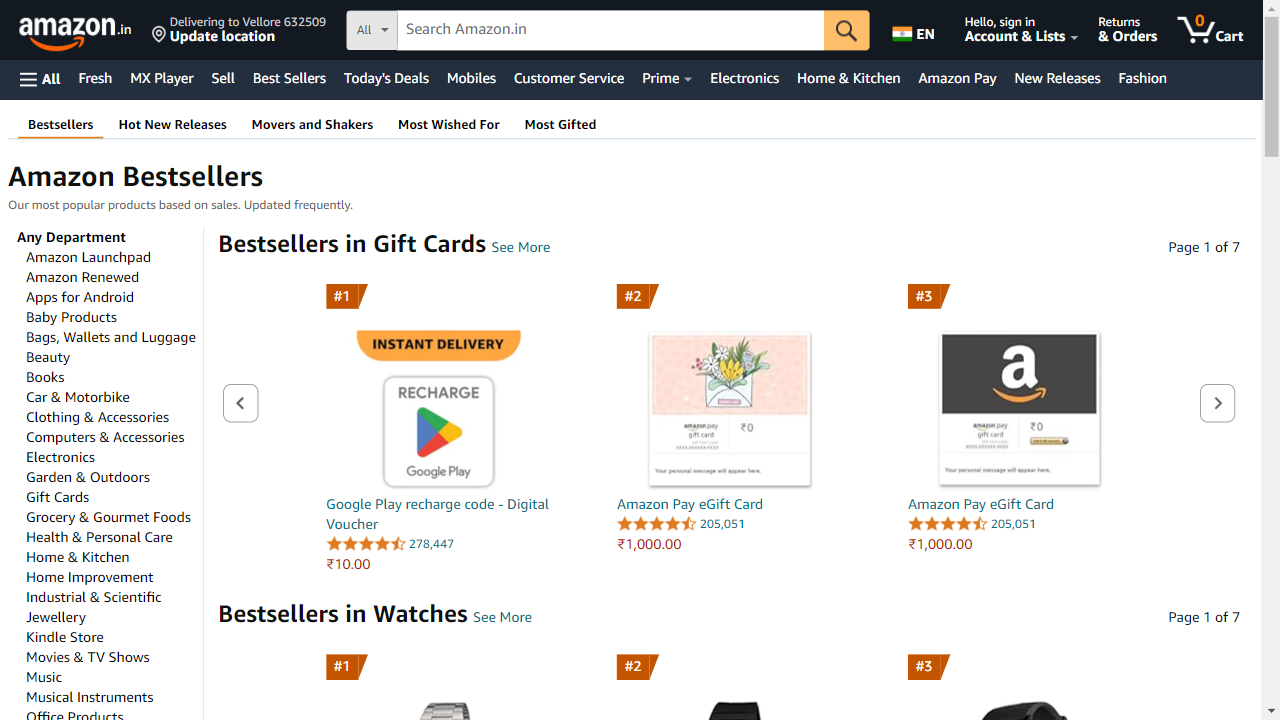 amazon.in
Delivering to Vellore 632509
Update location
All
Search Amazon.in
EN
Hello, sign in
Account & Lists
Returns
& Orders
0
Cart
All
Fresh
MX Player
Sell
Best Sellers
Today's Deals
Mobiles
Customer Service
Prime
Electronics
Home & Kitchen
Amazon Pay
New Releases
Fashion
Bestsellers
Hot New Releases
Movers and Shakers
Most Wished For
Most Gifted
Amazon Bestsellers
Our most popular products based on sales. Updated frequently.
Any Department
Amazon Launchpad
Amazon Renewed
Apps for Android
Baby Products
Bags, Wallets and Luggage
Beauty
Books
Car & Motorbike
Clothing & Accessories
Computers & Accessories
Electronics
Garden & Outdoors
Gift Cards
Grocery & Gourmet Foods
Health & Personal Care
Home & Kitchen
Home Improvement
Industrial & Scientific
Jewellery
Kindle Store
Movies & TV Shows
Music
Musical Instruments
Office Products
Bestsellers in Gift Cards See More
Page 1 of 7
#1
INSTANT DELIVERY
RECHARGE
Google Play
Google Play recharge code - Digital
Voucher
278,447
₹10.00
#2
amazon pay
gift card
₹0
Your personal message will appear here.
Amazon Pay eGift Card
205,051
₹1,000.00
#3
a
amazon pay
gift card
₹0
Your personal message will appear here.
Amazon Pay eGift Card
205,051
₹1,000.00
Bestsellers in Watches See More
Page 1 of 7
#1
#2
#3